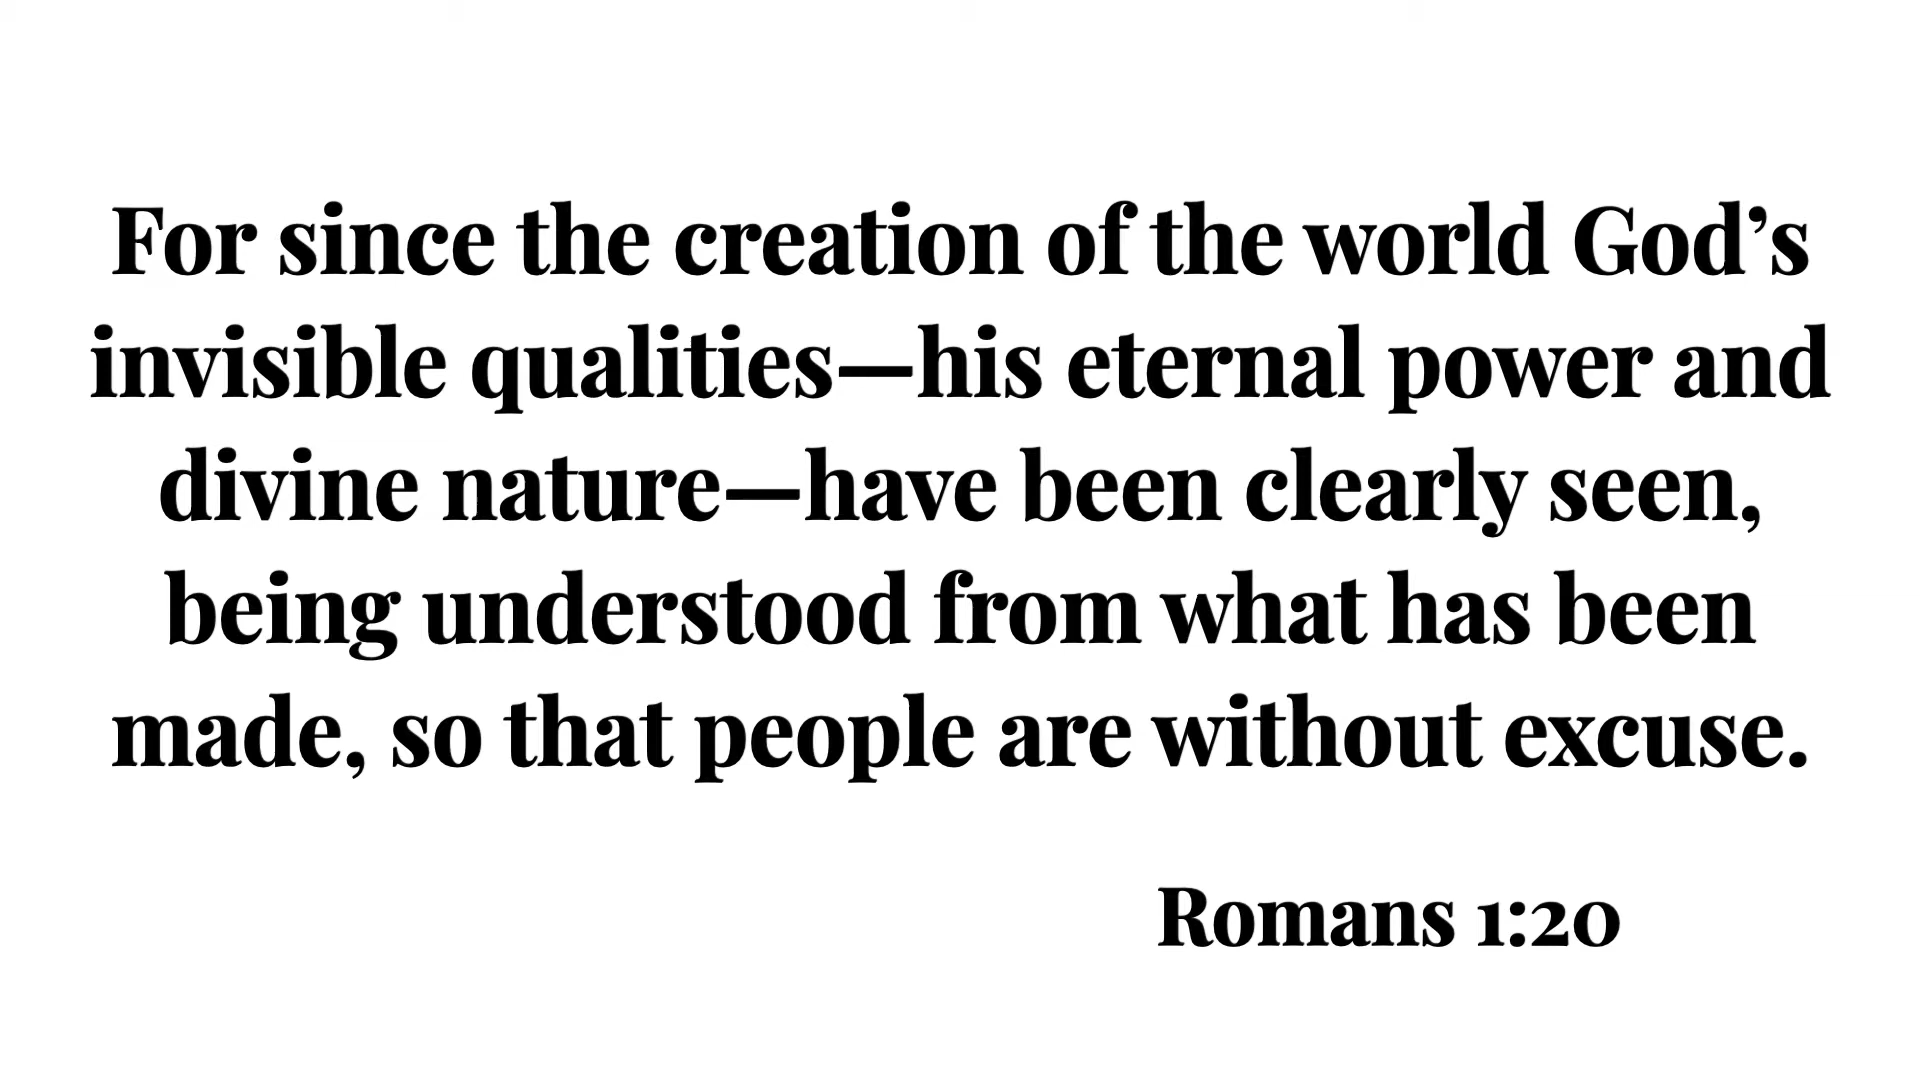 For since the creation of the world God’s
invisible qualities—his eternal power and
divine nature—have been clearly seen,
being understood from what has been
made, so that people are without excuse.
Romans 1:20